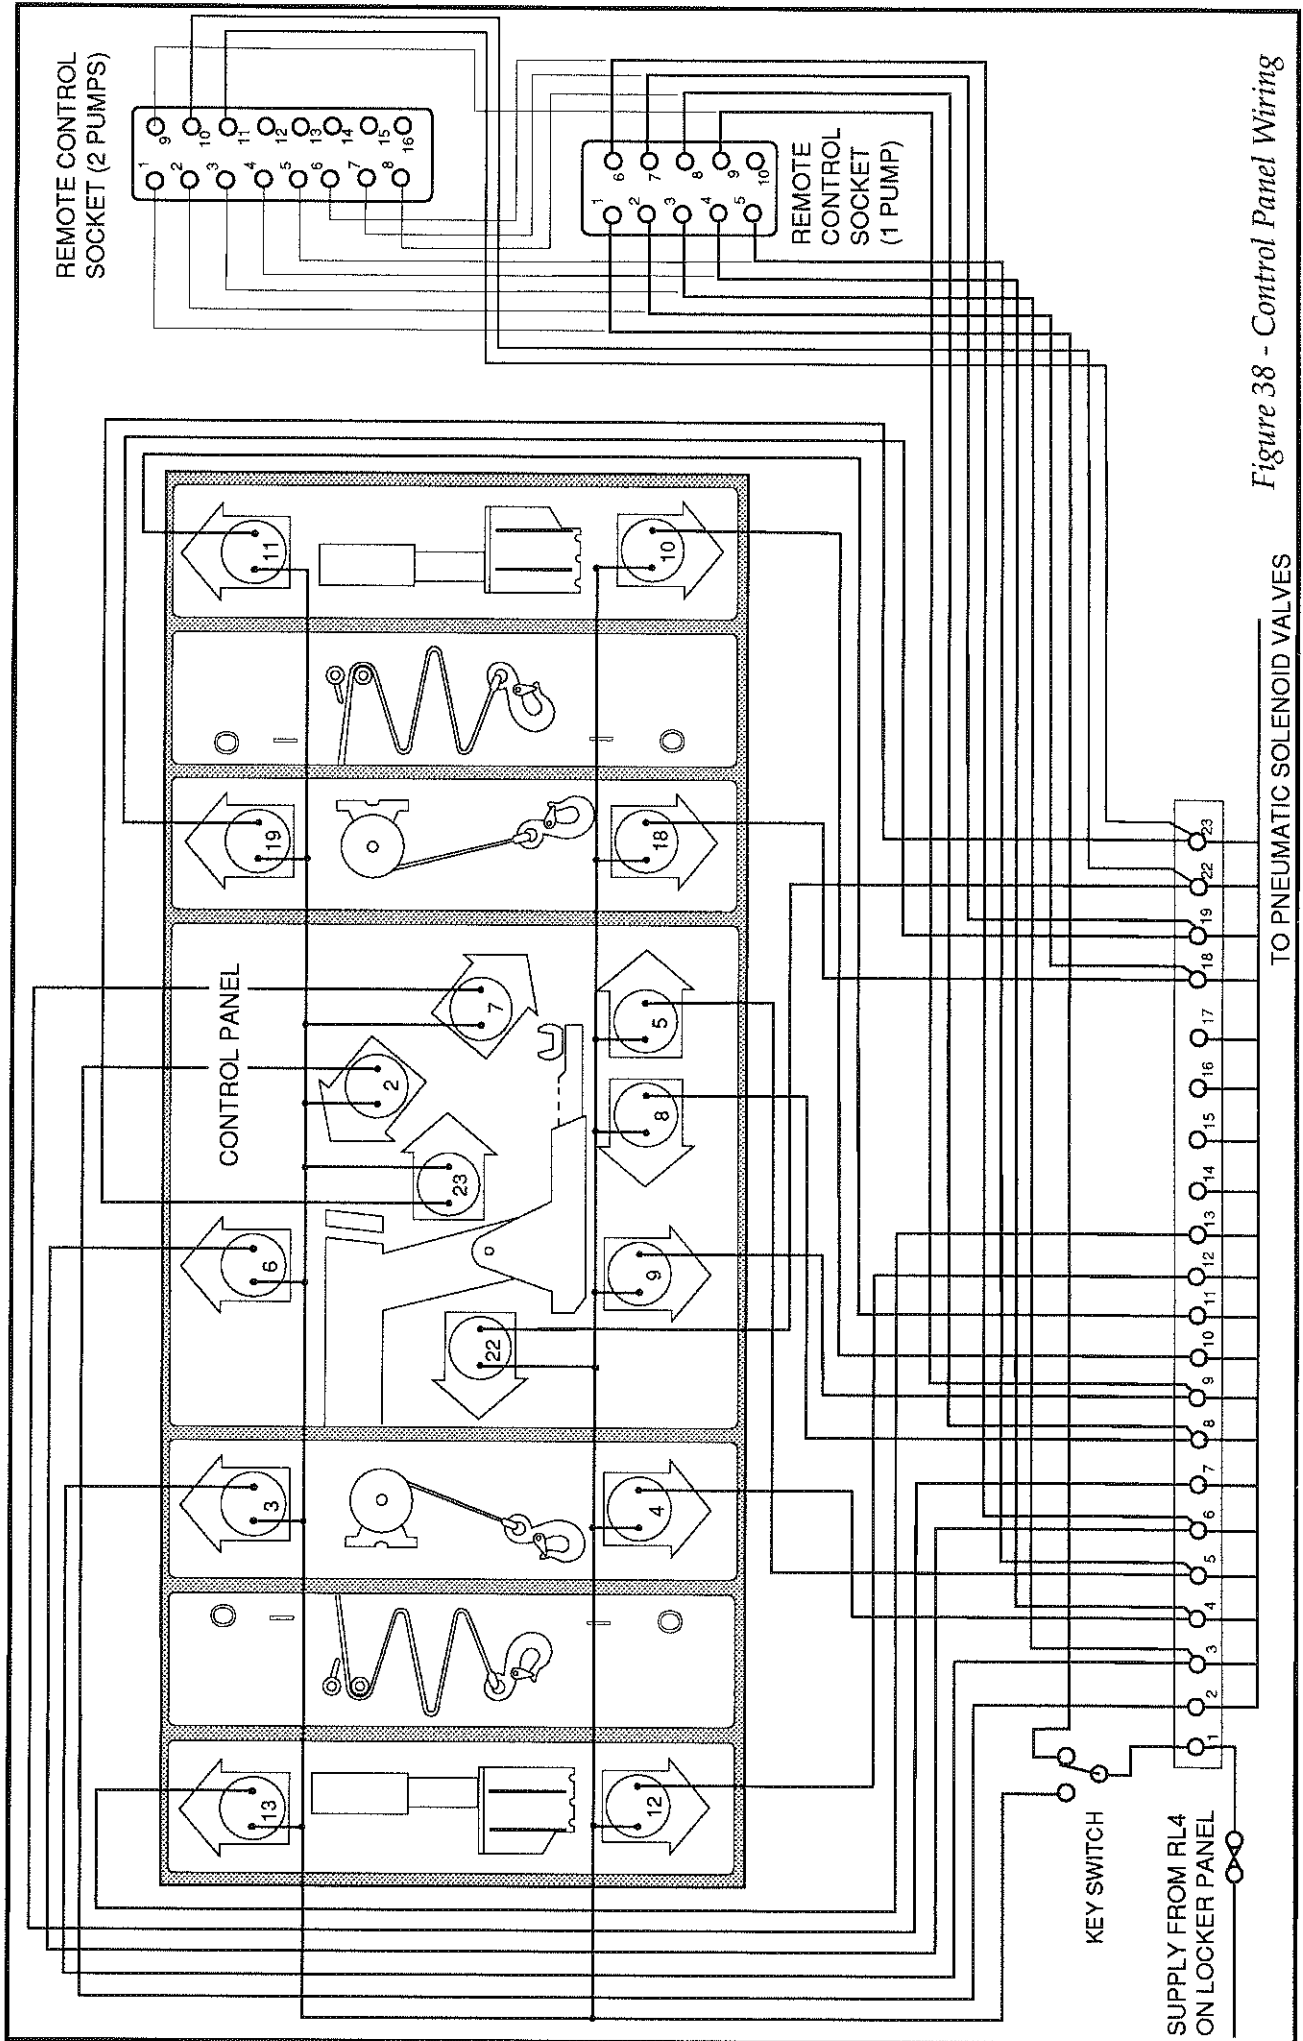 REMOTE CONTROL
SOCKET (2 PUMPS)
1 2 3 4 5 6 7 8
9 10 11 12 13 14 15 16
REMOTE
CONTROL
SOCKET
(1 PUMP)
1 2 3 4 5
6 7 8 9 10
CONTROL PANEL
13
3
6
23
2
7
19
11
12
4
22
9
8
5
18
10
KEY SWITCH
SUPPLY FROM RL4
ON LOCKER PANEL
1 2 3 4 5 6 7 8 9 10 11 12 13 14 15 16 17 18 19 22 23
TO PNEUMATIC SOLENOID VALVES
Figure 38 - Control Panel Wiring